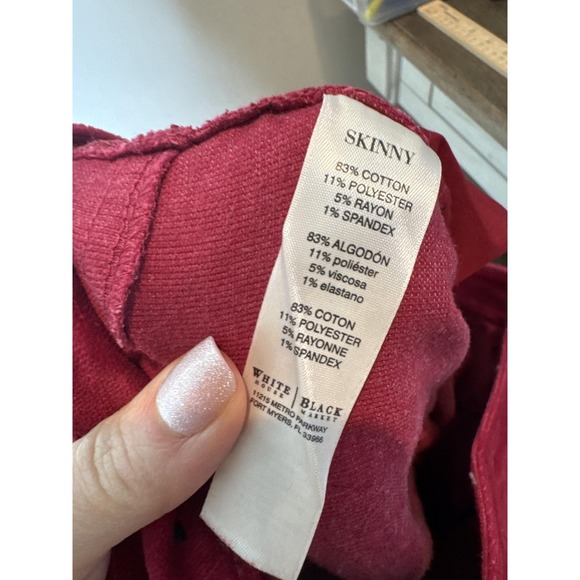 SKINNY
83% COTTON
11% POLYESTER
5% RAYON
1% SPANDEX
83% ALGODÓN
11% poliéster
5% viscosa
1% elastano
83% COTON
11% POLYESTER
5% RAYONNE
1% SPANDEX
WHITE | BLACK
HOUSE | MARKET
11215 METRO PARKWAY
FORT MYERS, FL 33966